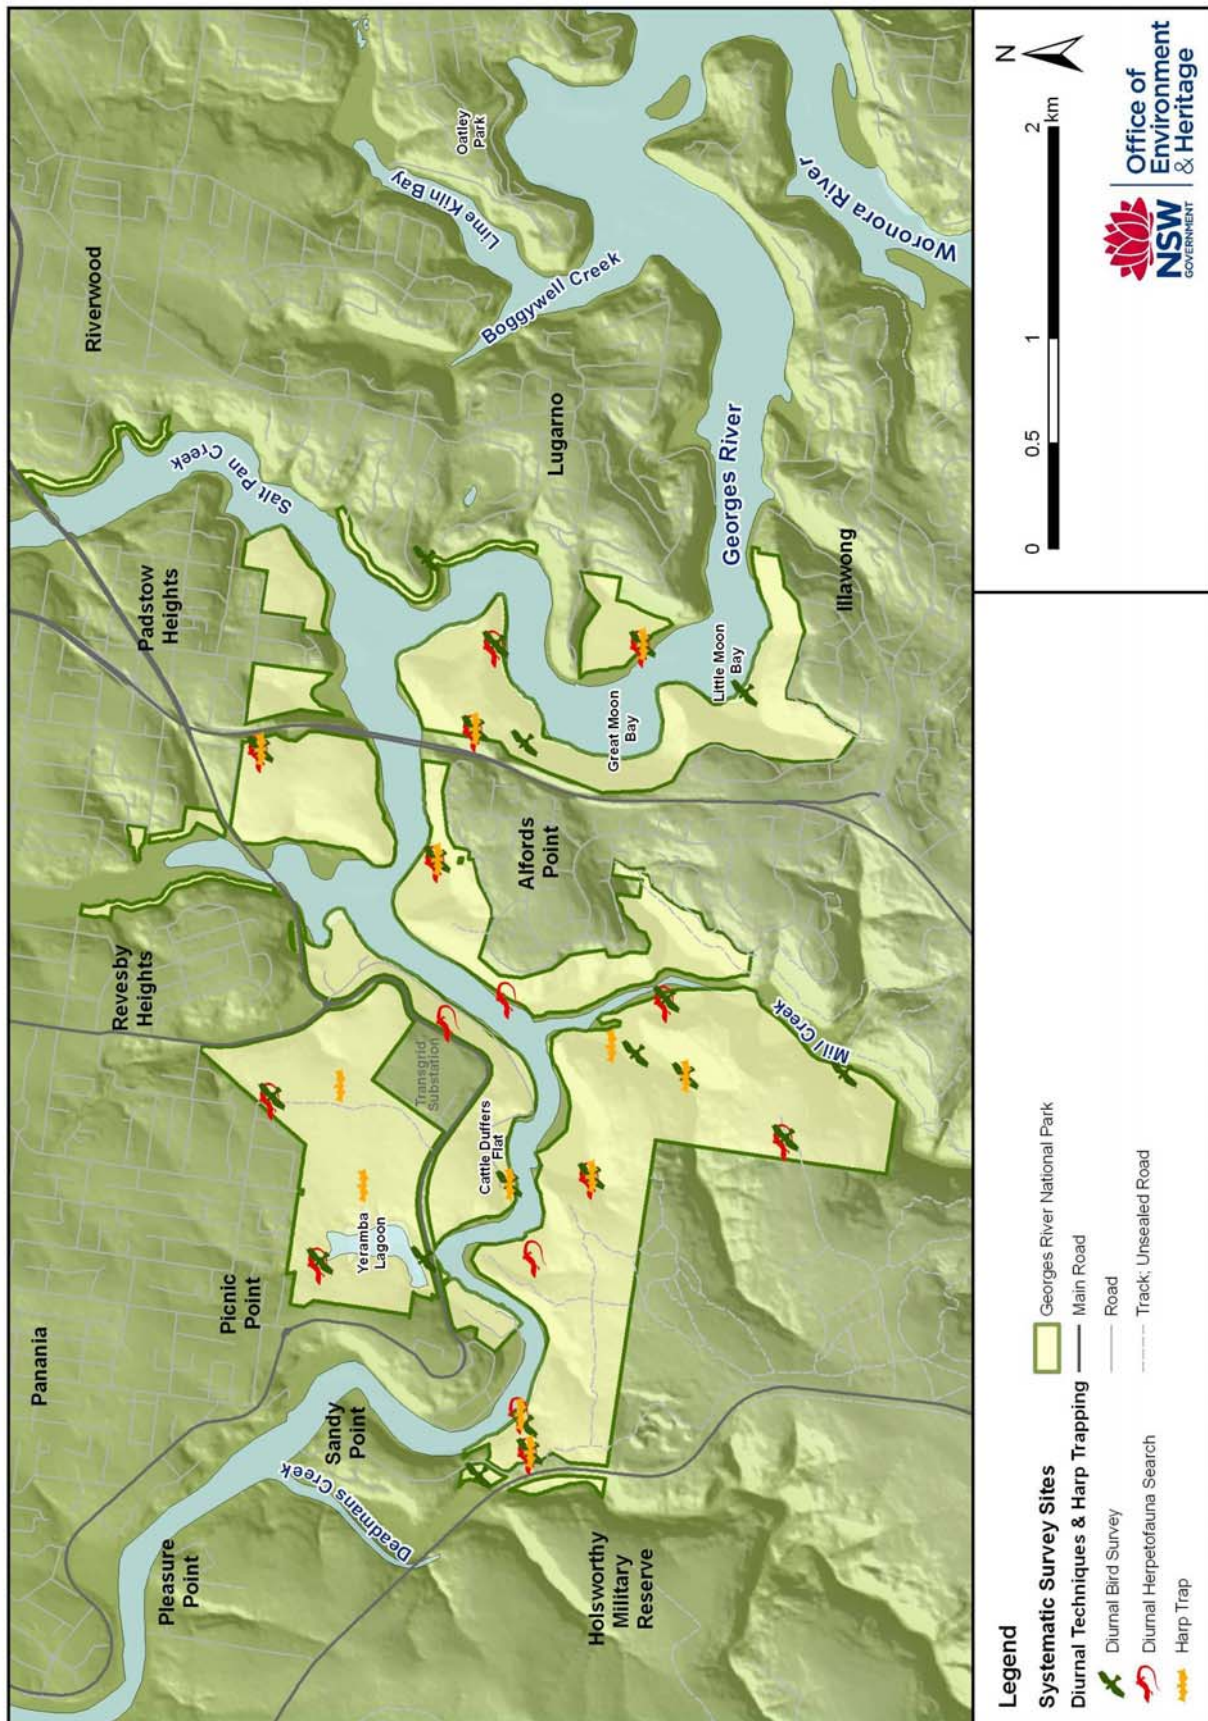 Panania
Pleasure
Point
Picnic
Point
Revesby
Heights
Padstow
Heights
Riverwood
Sandy
Point
Deadmans Creek
Yeramba
Lagoon
Transgrid
Substation
Cattle Duffers
Flat
Salt Pan Creek
Lime Kiln Bay
Oatley
Park
Boggywell Creek
Holsworthy
Military
Reserve
Alfords
Point
Lugarno
Great Moon
Bay
Little Moon
Bay
Georges River
Mill Creek
Illawong
Woronora River
Legend
Systematic Survey Sites
Diurnal Techniques & Harp Trapping
Diurnal Bird Survey
Diurnal Herpetofauna Search
Harp Trap
Georges River National Park
Main Road
Road
Track; Unsealed Road
0 0.5 1 2
km
N
NSW
GOVERNMENT
Office of
Environment
& Heritage